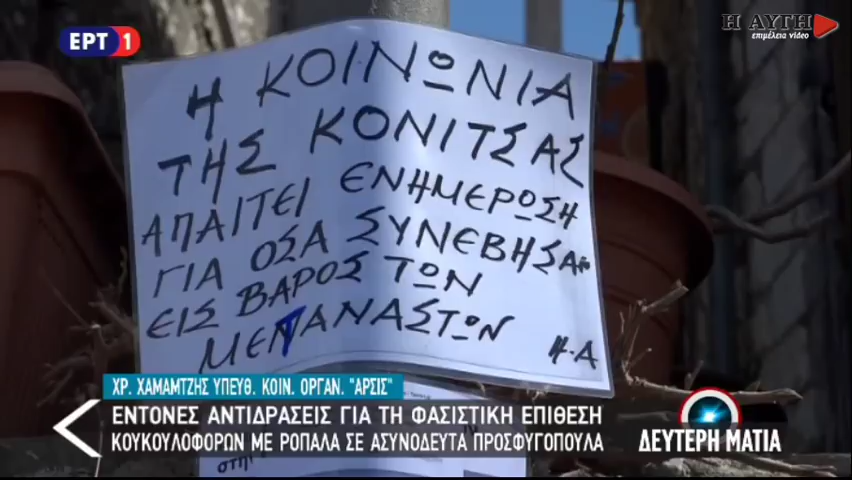 ΕΡΤ 1
Η ΑΥΓΗ
επιμέλεια video
Η ΚΟΙΝΩΝΙΑ
ΤΗΣ ΚΟΝΙΤΣΑΣ
ΑΠΑΙΤΕΙ ΕΝΗΜΕΡΩΣΗ
ΓΙΑ ΟΣΑ ΣΥΝΕΒΗΣΑΝ
ΕΙΣ ΒΑΡΟΣ ΤΩΝ
ΜΕΤΑΝΑΣΤΩΝ
Η-Α
ΧΡ. ΧΑΜΑΜΤΖΗΣ ΥΠΕΥΘ. ΚΟΙΝ. ΟΡΓΑΝ. "ΑΡΣΙΣ"
ΕΝΤΟΝΕΣ ΑΝΤΙΔΡΑΣΕΙΣ ΓΙΑ ΤΗ ΦΑΣΙΣΤΙΚΗ ΕΠΙΘΕΣΗ
ΚΟΥΚΟΥΛΟΦΟΡΩΝ ΜΕ ΡΟΠΑΛΑ ΣΕ ΑΣΥΝΟΔΕΥΤΑ ΠΡΟΣΦΥΓΟΠΟΥΛΑ
ΔΕΥΤΕΡΗ ΜΑΤΙΑ
στη